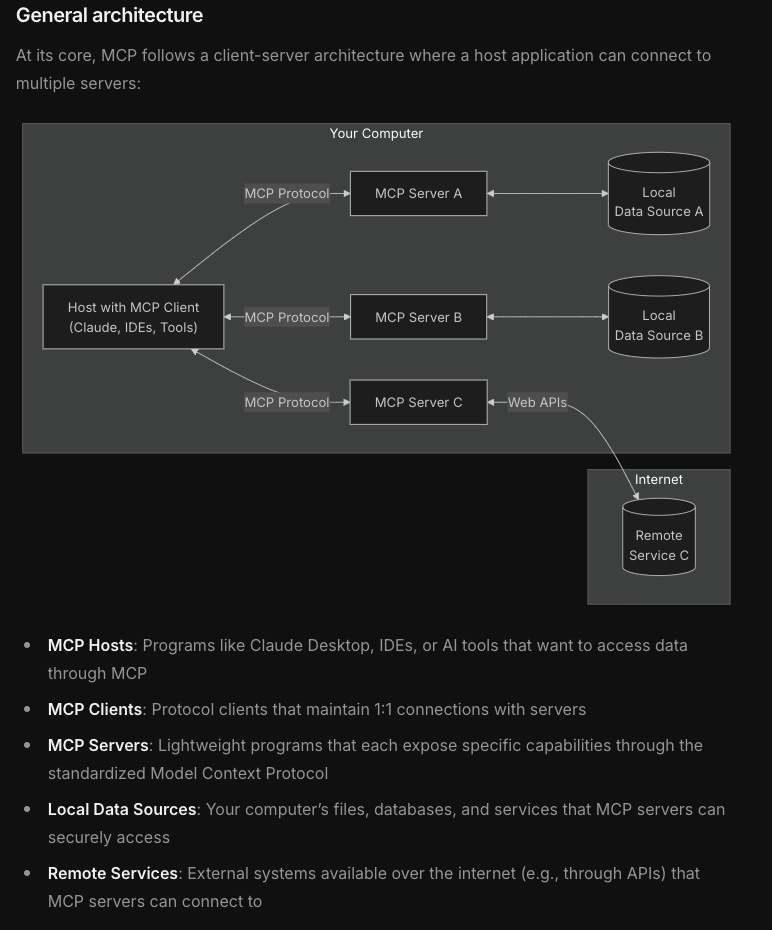 General architecture
At its core, MCP follows a client-server architecture where a host application can connect to
multiple servers:
Your Computer
MCP Protocol
MCP Server A
Local
Data Source A
Host with MCP Client
(Claude, IDEs, Tools)
MCP Protocol
MCP Server B
Local
Data Source B
MCP Protocol
MCP Server C
Web APIs
Internet
Remote
Service C
MCP Hosts: Programs like Claude Desktop, IDEs, or AI tools that want to access data
through MCP
MCP Clients: Protocol clients that maintain 1:1 connections with servers
MCP Servers: Lightweight programs that each expose specific capabilities through the
standardized Model Context Protocol
Local Data Sources: Your computer’s files, databases, and services that MCP servers can
securely access
Remote Services: External systems available over the internet (e.g., through APIs) that
MCP servers can connect to